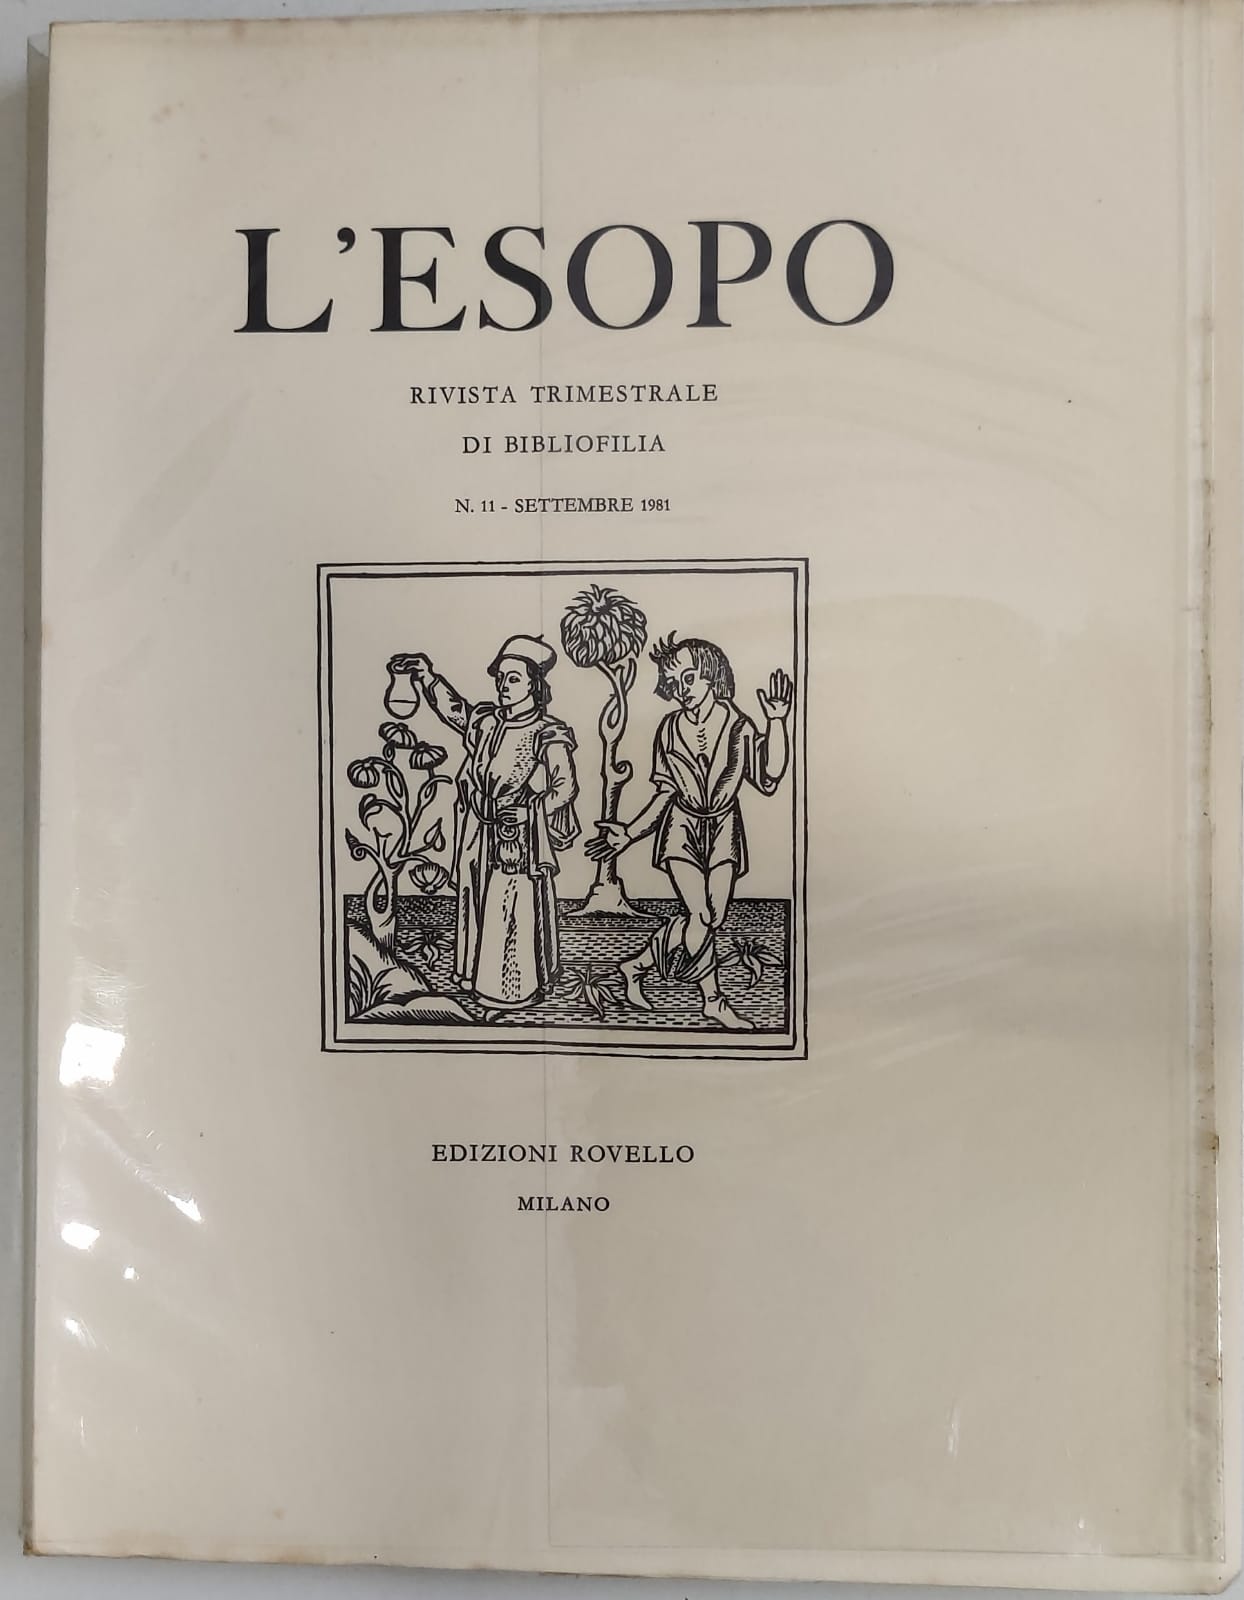 L'ESOPO
RIVISTA TRIMESTRALE
DI BIBLIOFILIA
N. 11 - SETTEMBRE 1981
EDIZIONI ROVELLO
MILANO